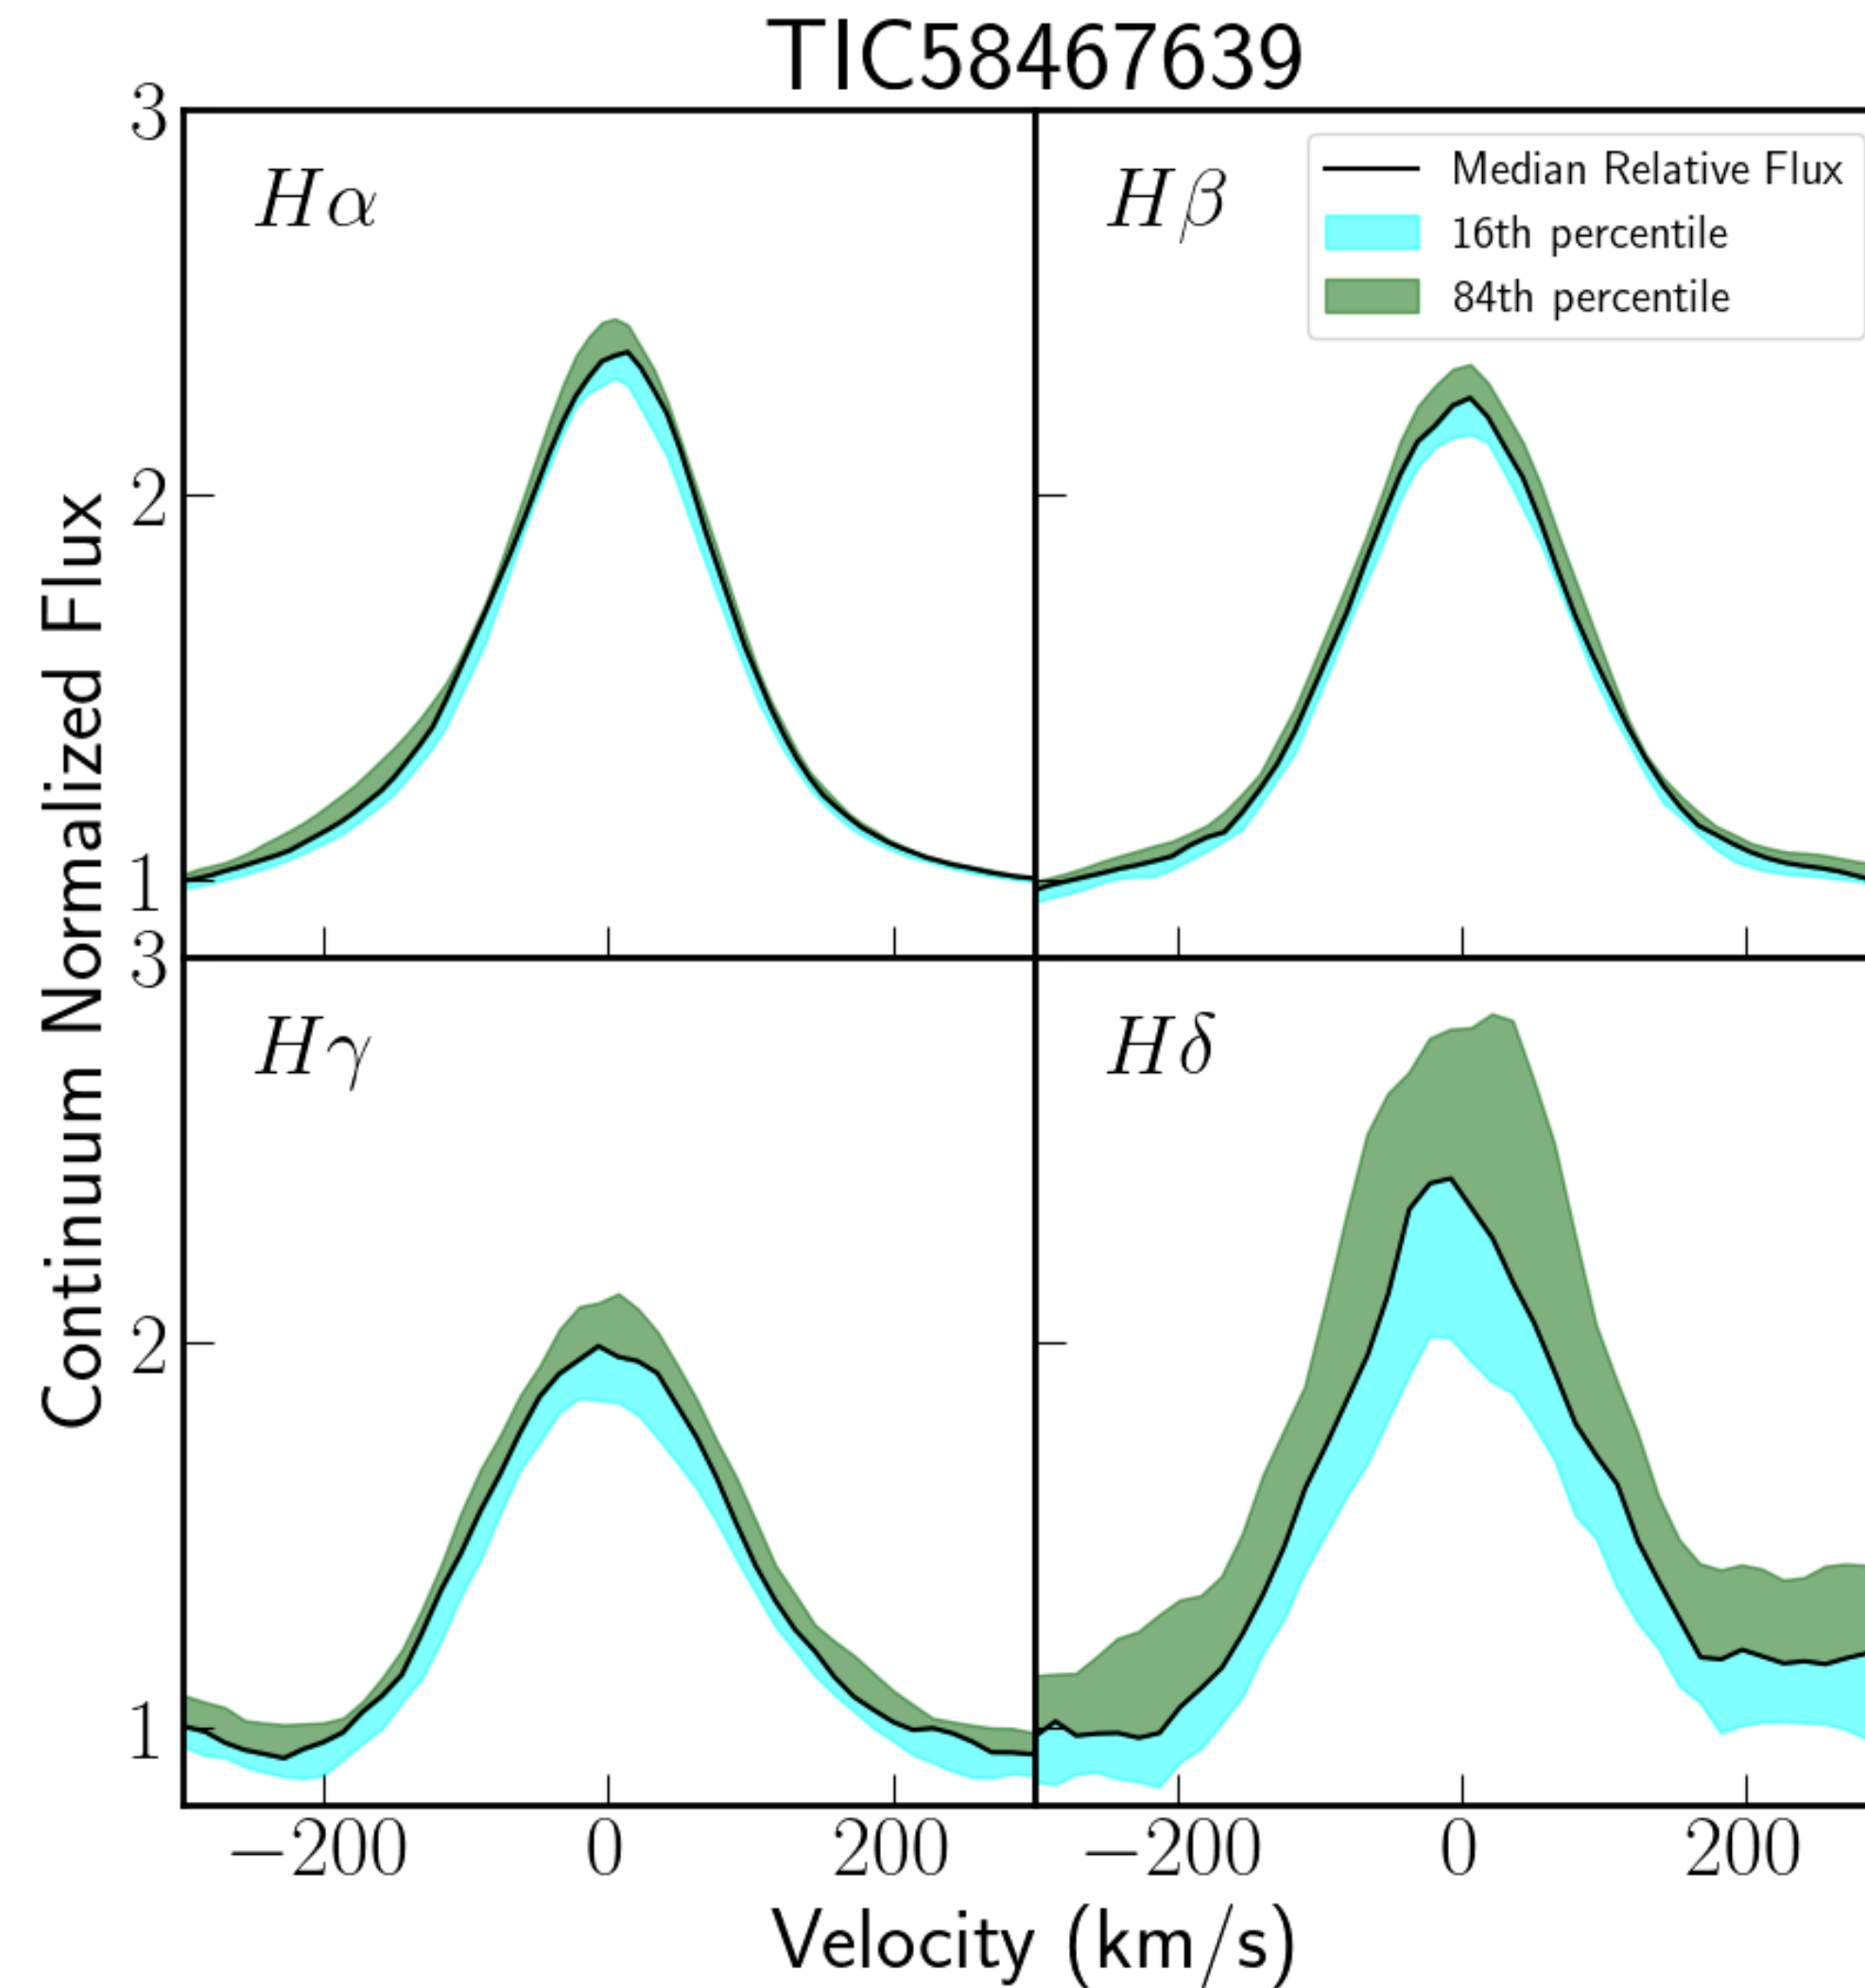 TIC58467639
Continuum Normalized Flux
3
2
1
Hα
Hβ
Median Relative Flux
16th percentile
84th percentile
3
2
1
Hγ
Hδ
−200 0 200 −200 0 200
Velocity (km/s)